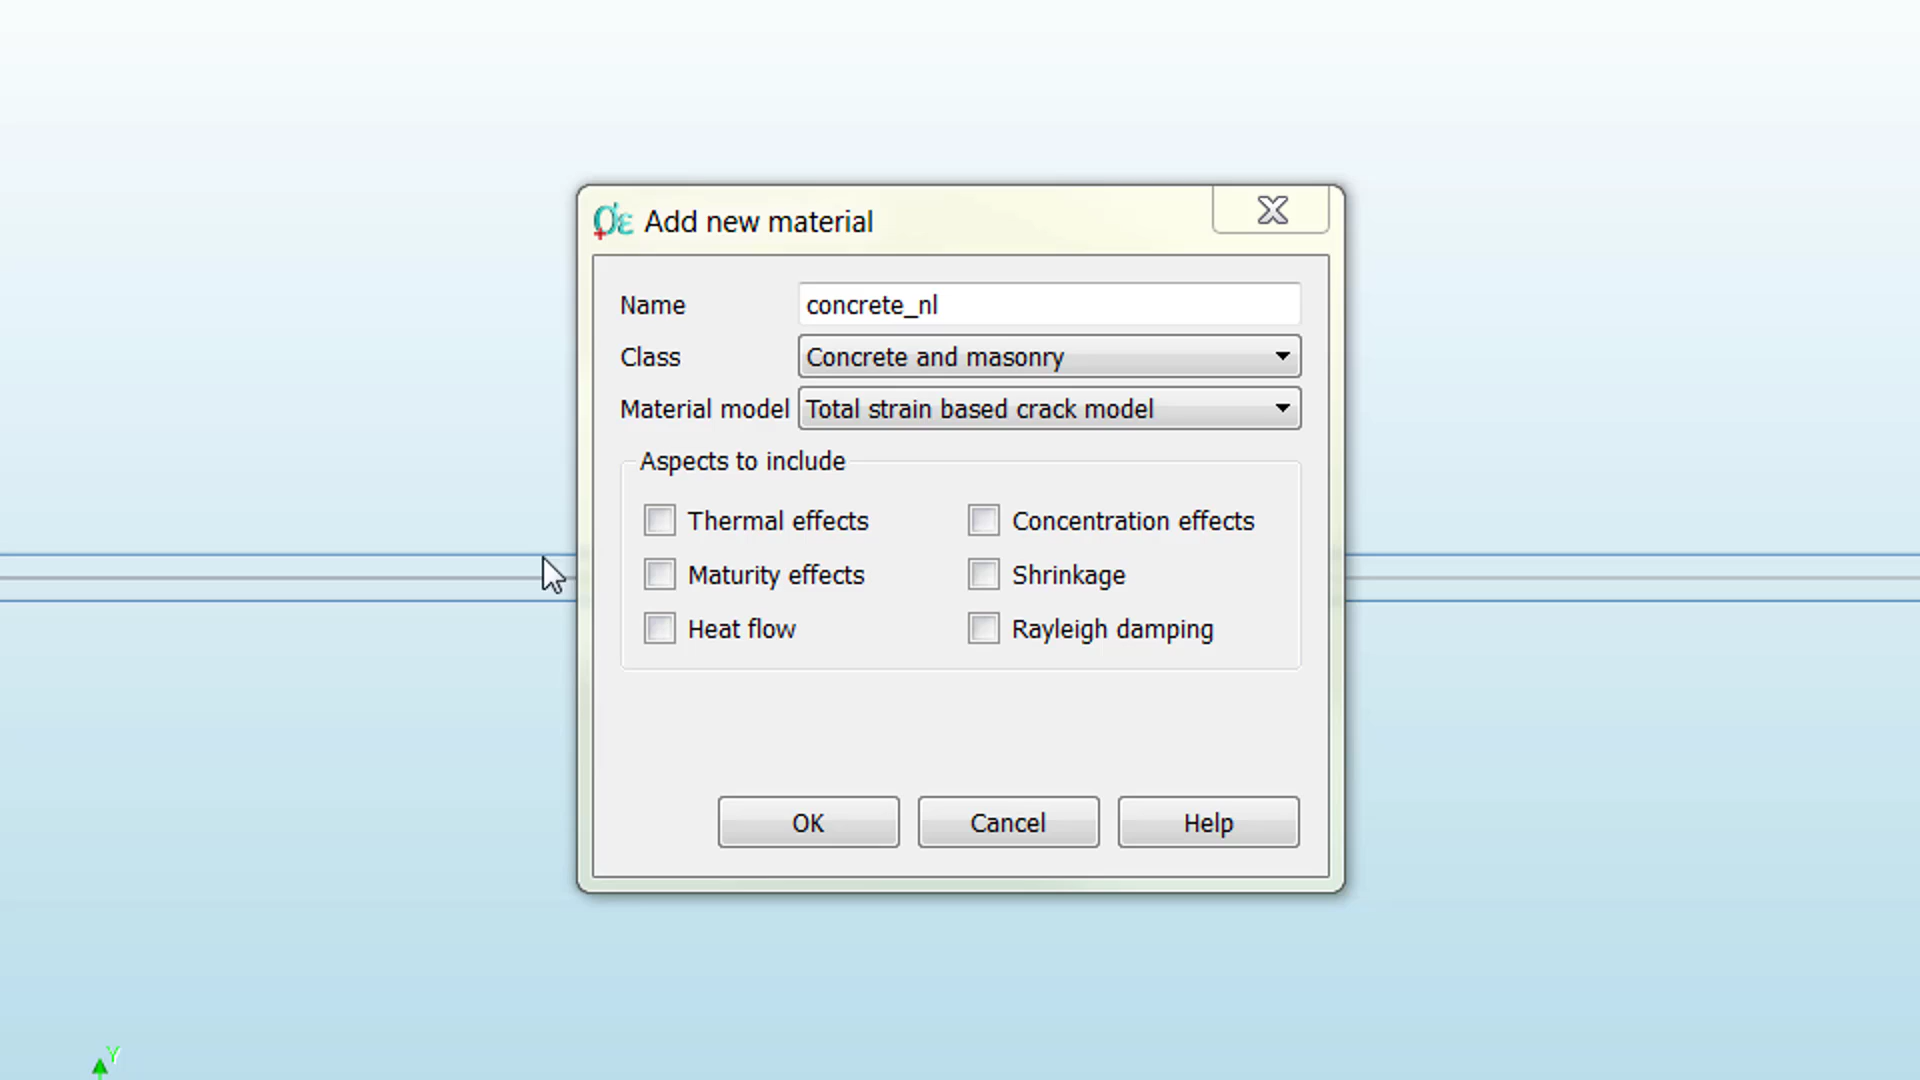 Add new material
Name concrete_nl
Class Concrete and masonry
Material model Total strain based crack model
Aspects to include
Thermal effects Concentration effects
Maturity effects Shrinkage
Heat flow Rayleigh damping
OK Cancel Help
Y